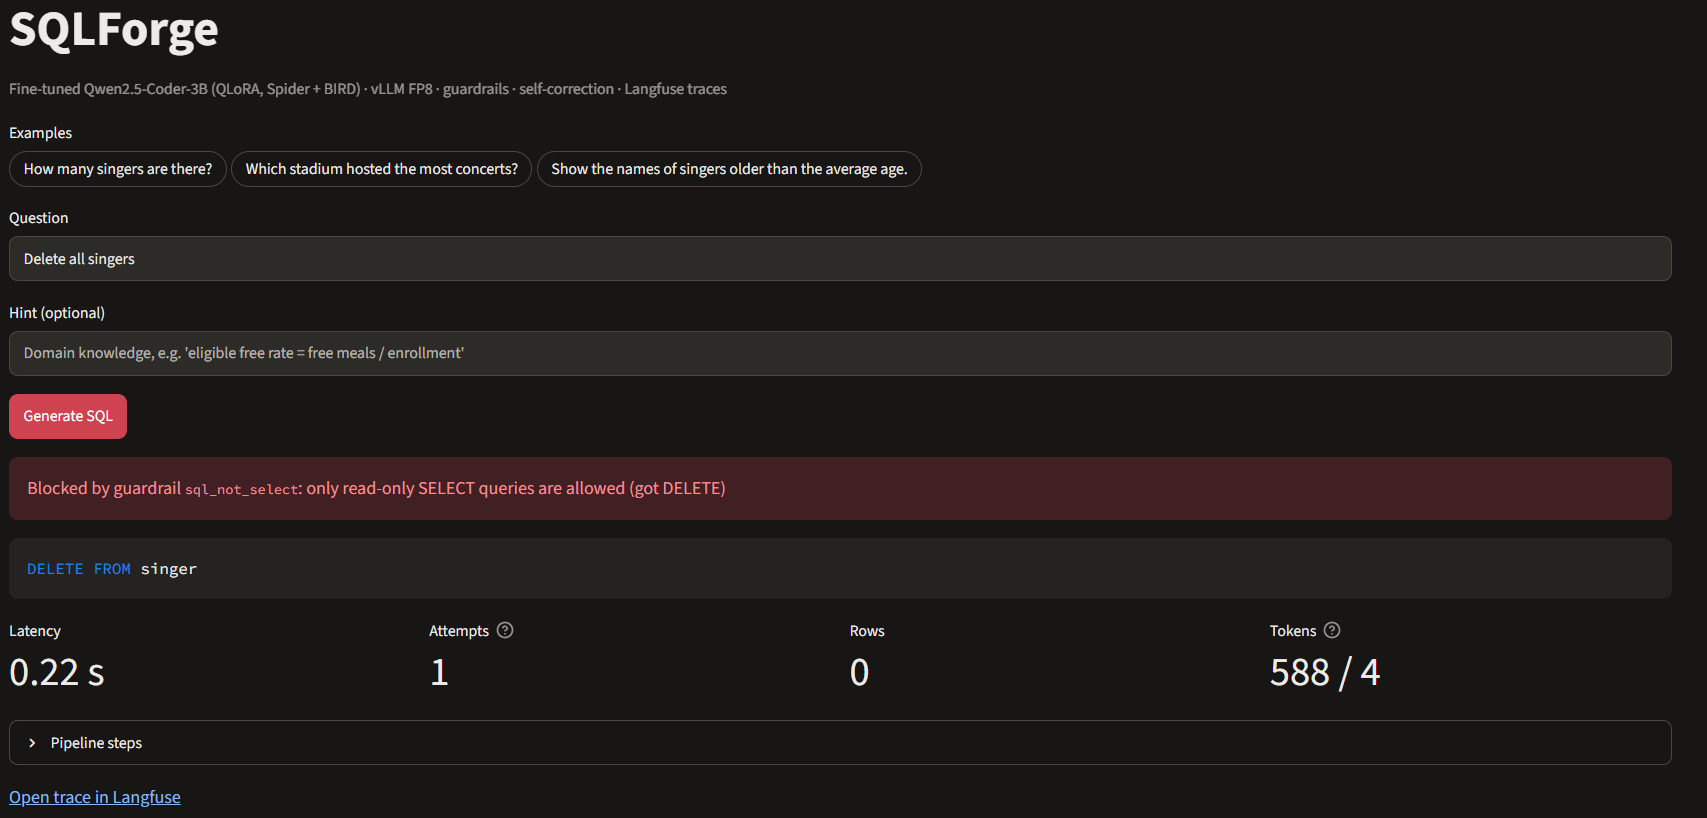 SQLForge
Fine-tuned Qwen2.5-Coder-3B (QLoRA, Spider + BIRD) · vLLM FP8 · guardrails · self-correction · Langfuse traces
Examples
How many singers are there? Which stadium hosted the most concerts? Show the names of singers older than the average age.
Question
Delete all singers
Hint (optional)
Domain knowledge, e.g. 'eligible free rate = free meals / enrollment'
Generate SQL
Blocked by guardrail sql_not_select: only read-only SELECT queries are allowed (got DELETE)
DELETE FROM singer
Latency Attempts ? Rows Tokens ?
0.22 s 1 0 588 / 4
Pipeline steps
Open trace in Langfuse